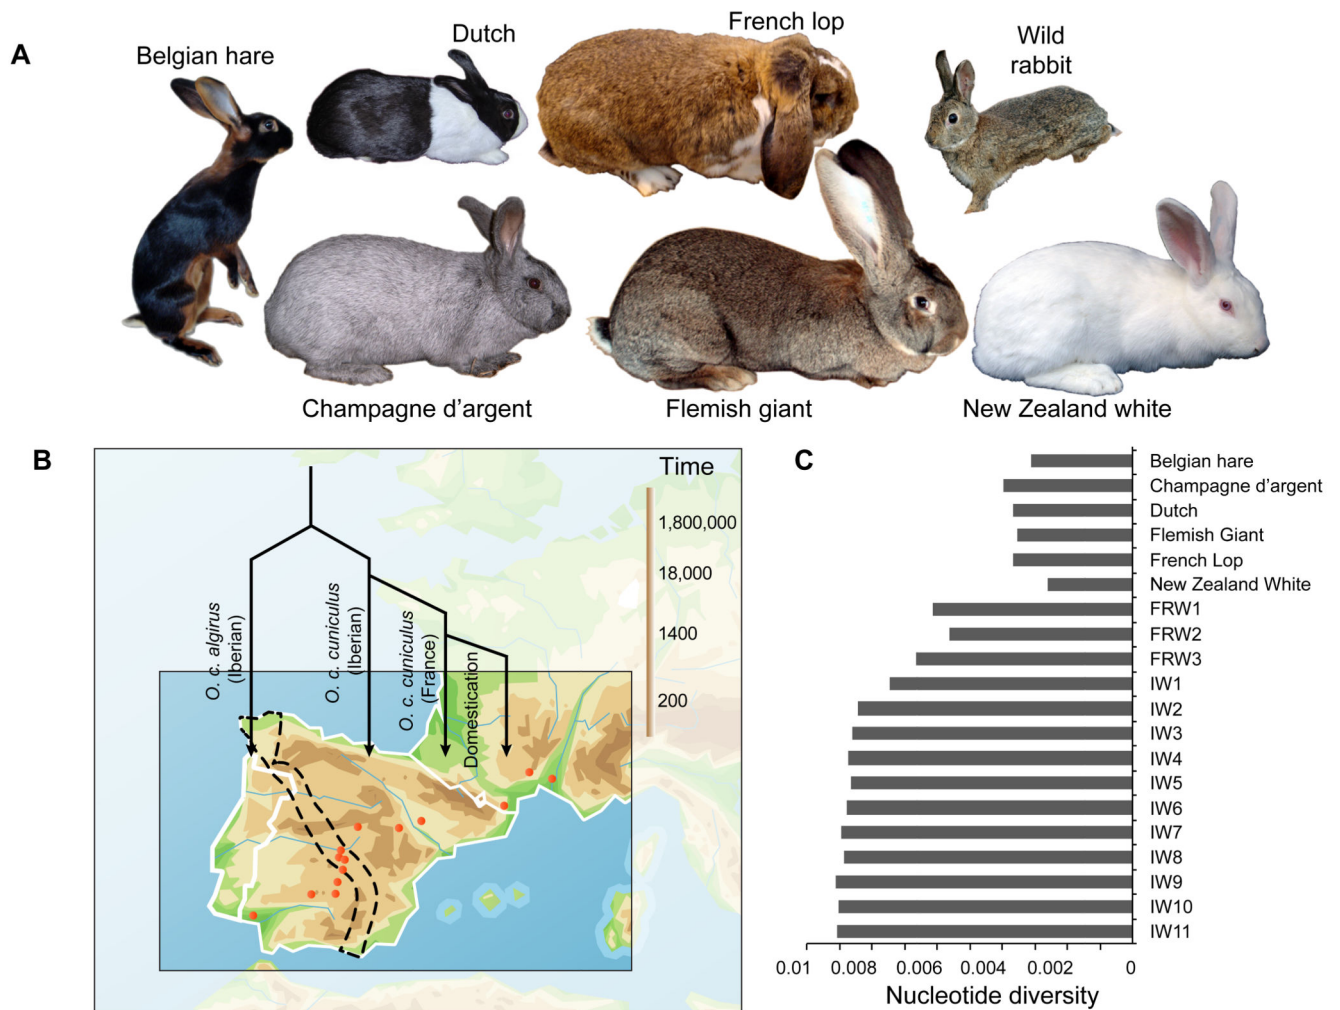 A
Belgian hare
Dutch
French lop
Wild
rabbit
Champagne d'argent
Flemish giant
New Zealand white
B
Time
1,800,000
18,000
1400
200
O. c. algirus
(Iberian)
O. c. cuniculus
(Iberian)
O. c. cuniculus
(France)
Domestication
C
Belgian hare
Champagne d'argent
Dutch
Flemish Giant
French Lop
New Zealand White
FRW1
FRW2
FRW3
IW1
IW2
IW3
IW4
IW5
IW6
IW7
IW8
IW9
IW10
IW11
0.01 0.008 0.006 0.004 0.002 0
Nucleotide diversity